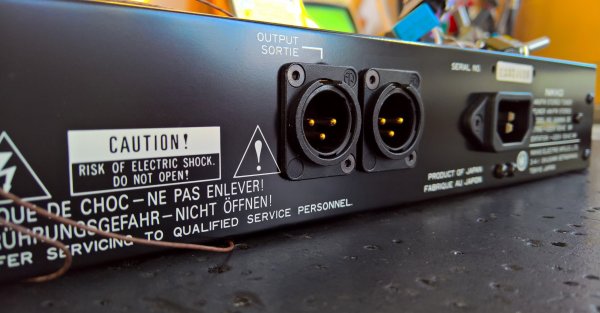 OUTPUT
SORTIE
SERIAL NO.
CAUTION!
RISK OF ELECTRIC SHOCK.
DO NOT OPEN!
QUE DE CHOC – NE PAS ENLEVER!
ÜHRUNGSGEFAHR – NICHT ÖFFNEN!
FER SERVICING TO QUALIFIED SERVICE PERSONNEL.
PRODUCT OF JAPAN
FABRIQUE AU JAPON